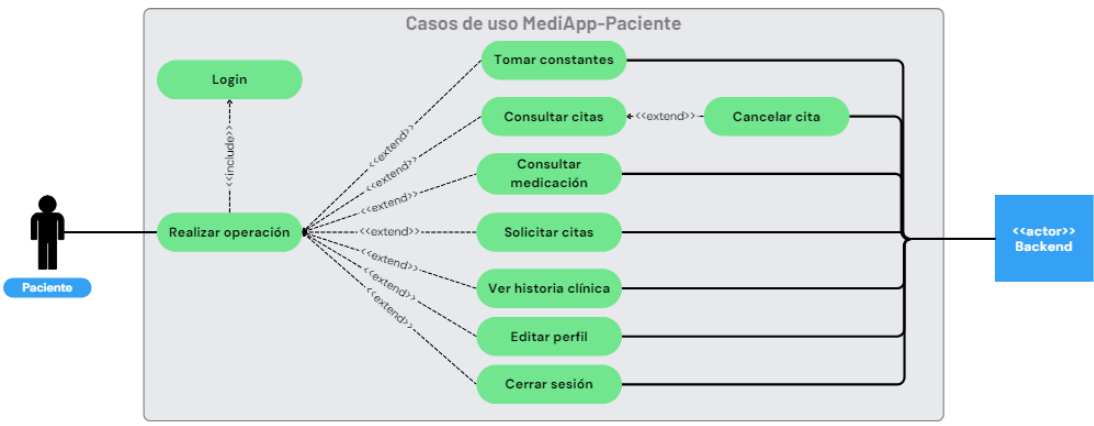 Casos de uso MediApp-Paciente
Tomar constantes
Login
<<extend>>
Consultar citas
<<extend>>
Cancelar cita
<<include>>
<<extend>>
Consultar
medicación
<<extend>>
Realizar operación
<<extend>>
Solicitar citas
<<actor>>
Backend
Paciente
<<extend>>
Ver historia clínica
<<extend>>
Editar perfil
<<extend>>
Cerrar sesión